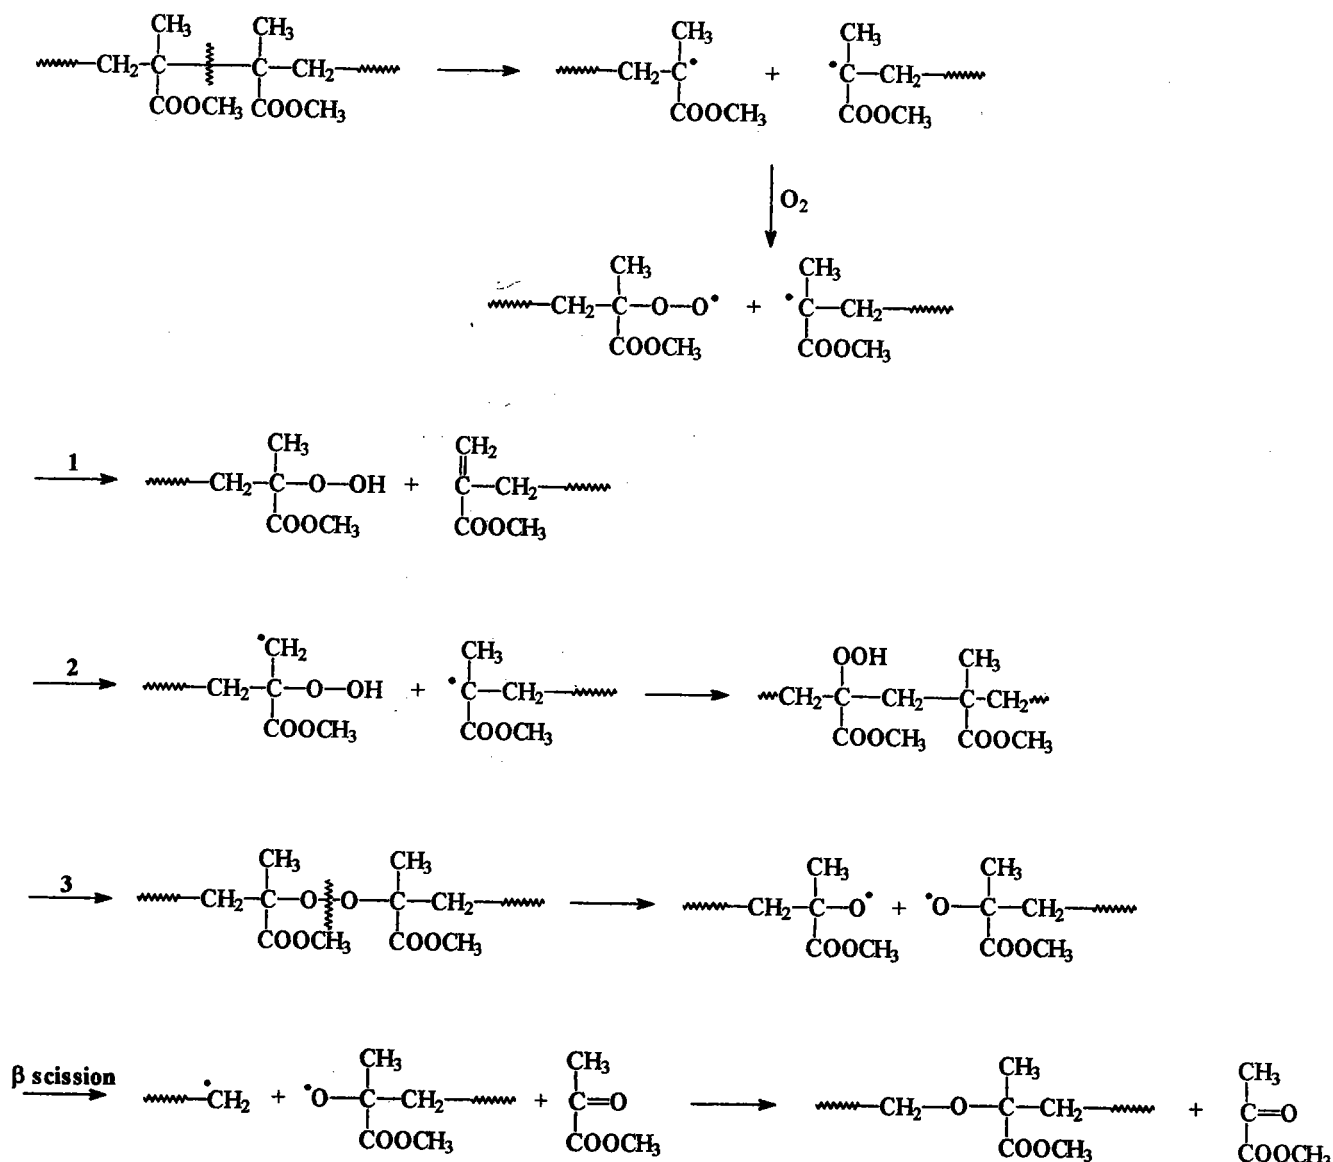 CH₃ CH₃ CH₃ CH₃
CH₂ C C CH₂ CH₂ C• + •C CH₂
COOCH₃ COOCH₃ COOCH₃ COOCH₃
O₂
CH₃ CH₃
CH₂—C—O—O• + •C—CH₂
COOCH₃ COOCH₃
CH₃ CH₂
1 CH₂—C—O—OH + C—CH₂
COOCH₃ COOCH₃
•CH₂ CH₃ OOH CH₃
2 CH₂—C—O—OH + •C—CH₂ CH₂—C—CH₂—C—CH₂
COOCH₃ COOCH₃ COOCH₃ COOCH₃
CH₃ CH₃ CH₃ CH₃
3 CH₂—C—O—O—C—CH₂ CH₂—C—O• + •O—C—CH₂
COOCH₃ COOCH₃ COOCH₃ COOCH₃
CH₃ CH₃ CH₃ CH₃
β scission •CH₂ + •O—C—CH₂ + C=O CH₂—O—C—CH₂ + C=O
COOCH₃ COOCH₃ COOCH₃ COOCH₃